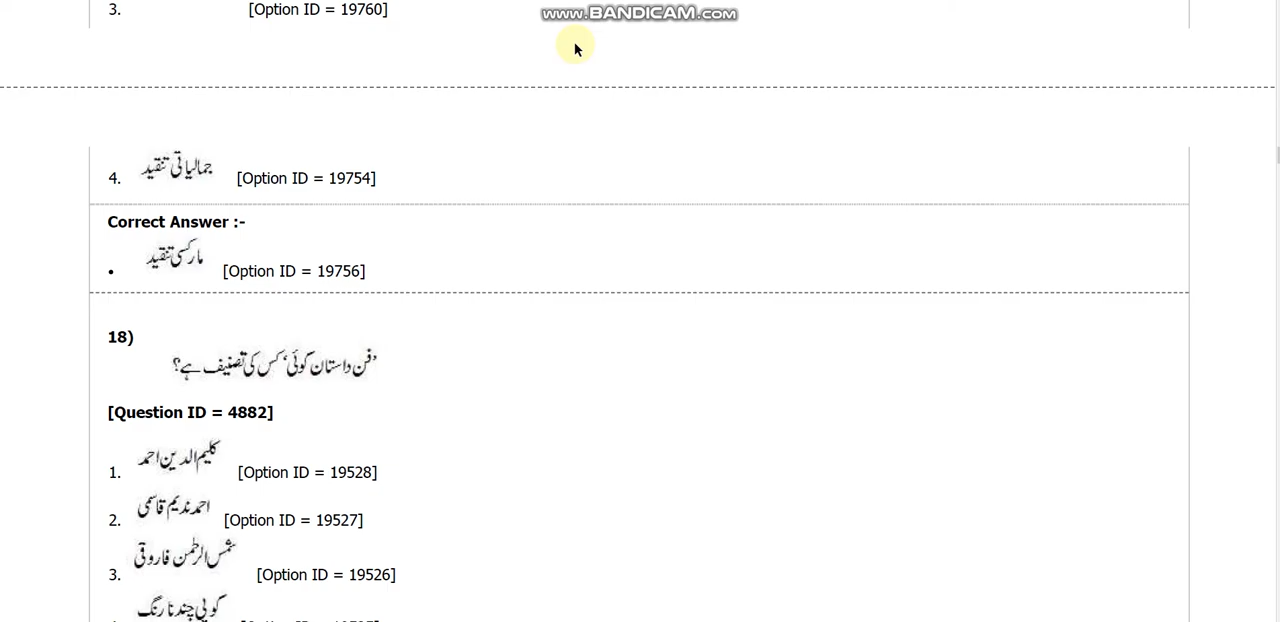 www.BANDICAM.com
3. [Option ID = 19760]
4. جمالیاتی تنقید [Option ID = 19754]
Correct Answer :-
• مارکسی تنقید [Option ID = 19756]
18)
’فن داستان گوئی‘ کس کی تصنیف ہے؟
[Question ID = 4882]
1. کلیم الدین احمد [Option ID = 19528]
2. احمد ندیم قاسمی [Option ID = 19527]
3. شمس الرحمٰن فاروقی [Option ID = 19526]
گوپی چند نارنگ